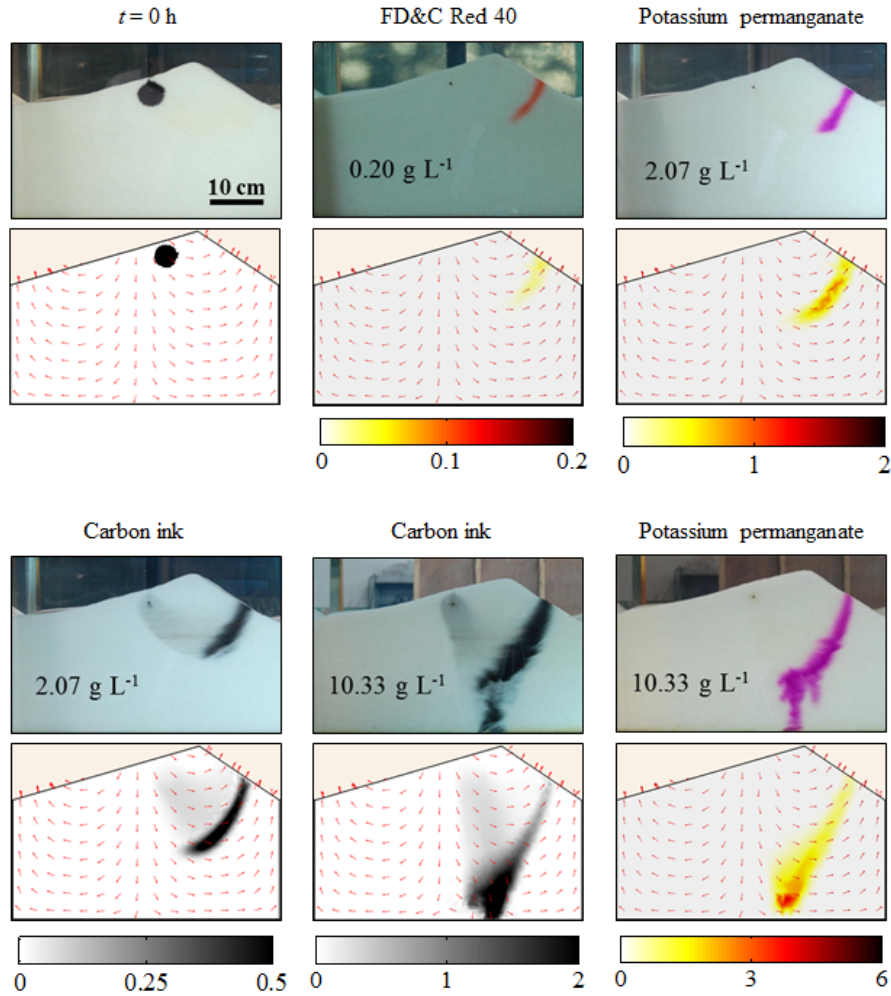 t = 0 h
FD&C Red 40
Potassium permanganate
10 cm
0.20 g L⁻¹
2.07 g L⁻¹
0 0.1 0.2
0 1 2
Carbon ink
Carbon ink
Potassium permanganate
2.07 g L⁻¹
10.33 g L⁻¹
10.33 g L⁻¹
0 0.25 0.5
0 1 2
0 3 6